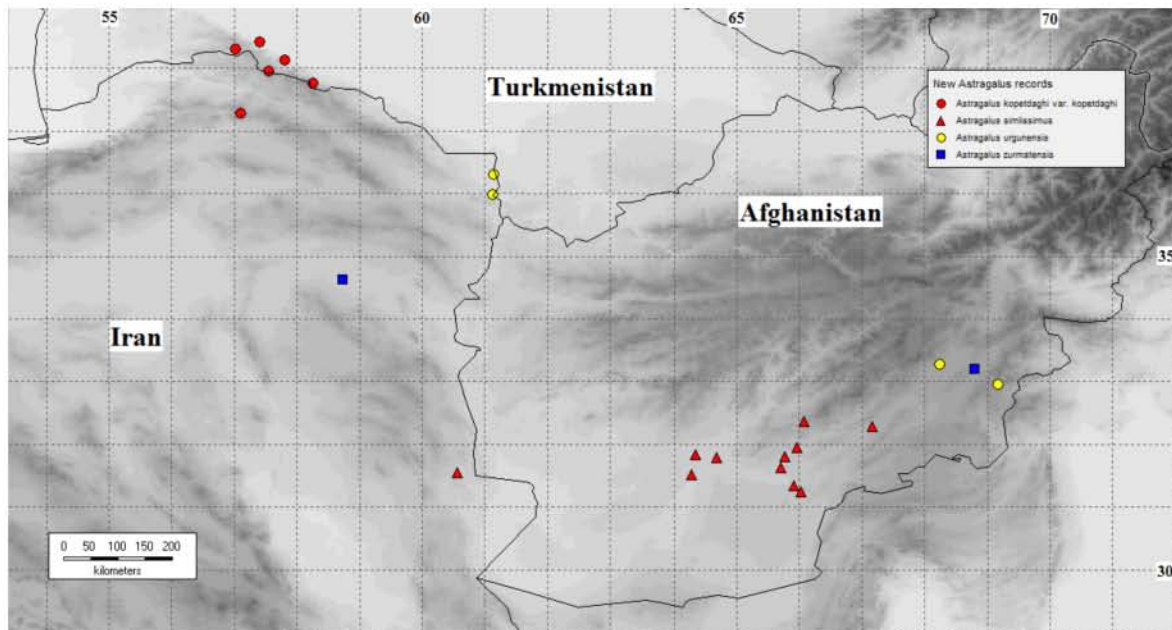 55 60 65 70
Turkmenistan
New Astragalus records
Astragalus kopetdaghi var. kopetdaghi
Astragalus similissimus
Astragalus urgunensis
Astragalus zurmatensis
Afghanistan
35
Iran
0 50 100 150 200
kilometers
30